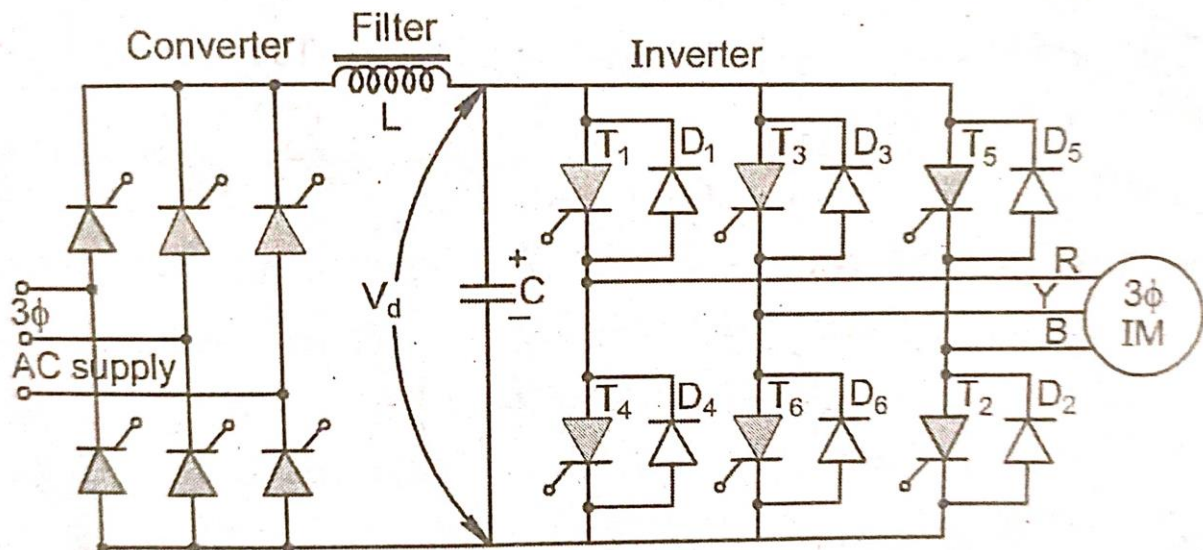 Converter
Filter
Inverter
L
T₁ D₁ T₃ D₃ T₅ D₅
+
C
−
V_d
R
Y
B
3ϕ
IM
3ϕ
AC supply
T₄ D₄ T₆ D₆ T₂ D₂